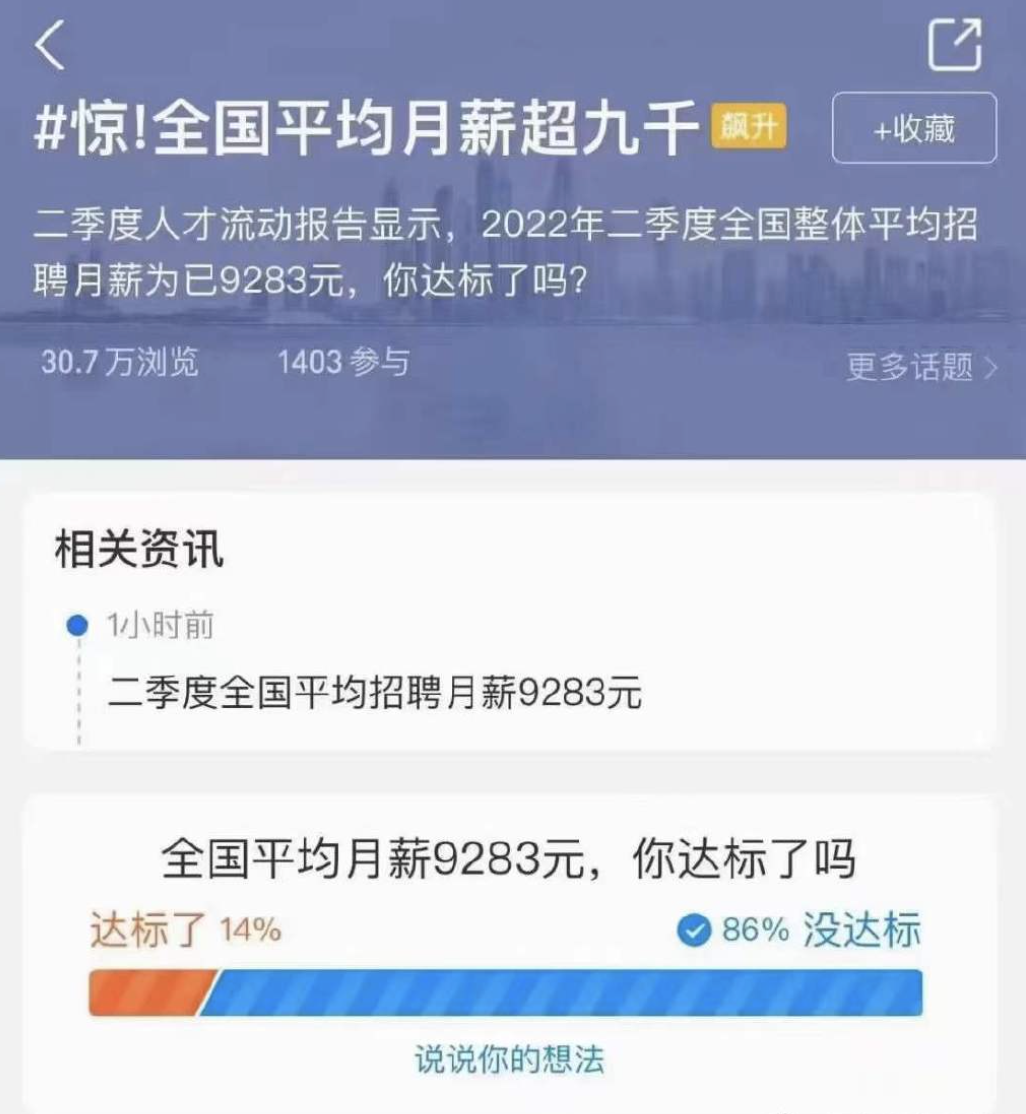 #惊!全国平均月薪超九千 飙升 +收藏
二季度人才流动报告显示，2022年二季度全国整体平均招
聘月薪为已9283元，你达标了吗?
30.7万浏览 1403参与 更多话题
相关资讯
1小时前
二季度全国平均招聘月薪9283元
全国平均月薪9283元，你达标了吗
达标了 14% 86% 没达标
说说你的想法